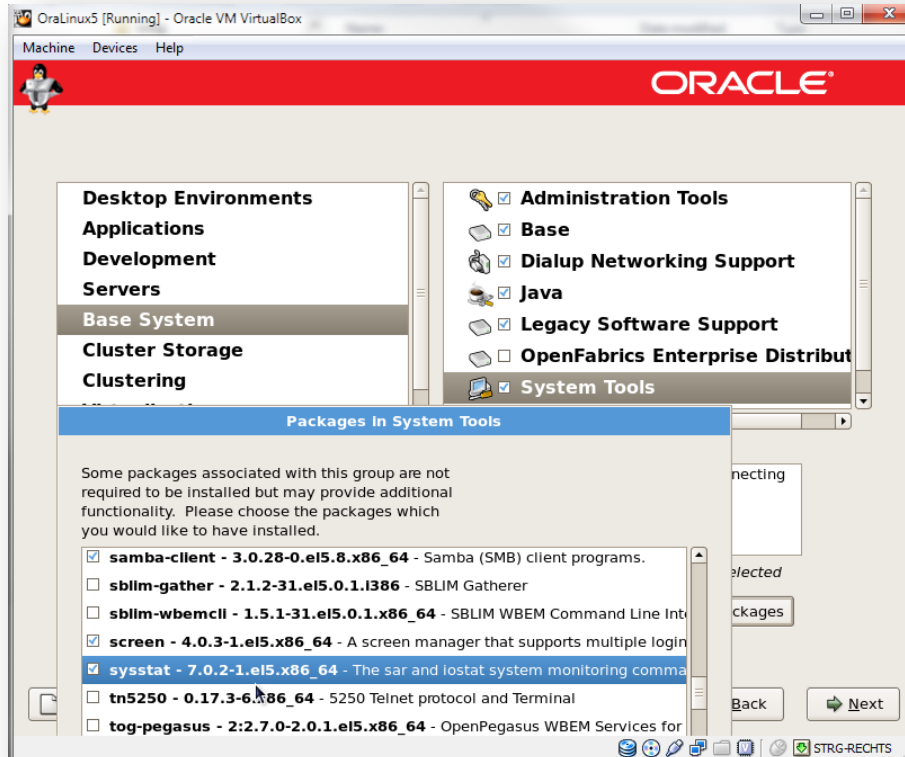 OraLinux5 [Running] - Oracle VM VirtualBox
Machine Devices Help
ORACLE
Desktop Environments
Applications
Development
Servers
Base System
Cluster Storage
Clustering
Administration Tools
Base
Dialup Networking Support
Java
Legacy Software Support
OpenFabrics Enterprise Distribut
System Tools
Packages in System Tools
Some packages associated with this group are not
required to be installed but may provide additional
functionality. Please choose the packages which
you would like to have installed.
samba-client - 3.0.28-0.el5.8.x86_64 - Samba (SMB) client programs.
sblim-gather - 2.1.2-31.el5.0.1.i386 - SBLIM Gatherer
sblim-wbemcli - 1.5.1-31.el5.0.1.x86_64 - SBLIM WBEM Command Line Int
screen - 4.0.3-1.el5.x86_64 - A screen manager that supports multiple login
sysstat - 7.0.2-1.el5.x86_64 - The sar and iostat system monitoring comma
tn5250 - 0.17.3-6.x86_64 - 5250 Telnet protocol and Terminal
tog-pegasus - 2:2.7.0-2.0.1.el5.x86_64 - OpenPegasus WBEM Services for
necting
elected
ckages
Back
Next
STRG-RECHTS